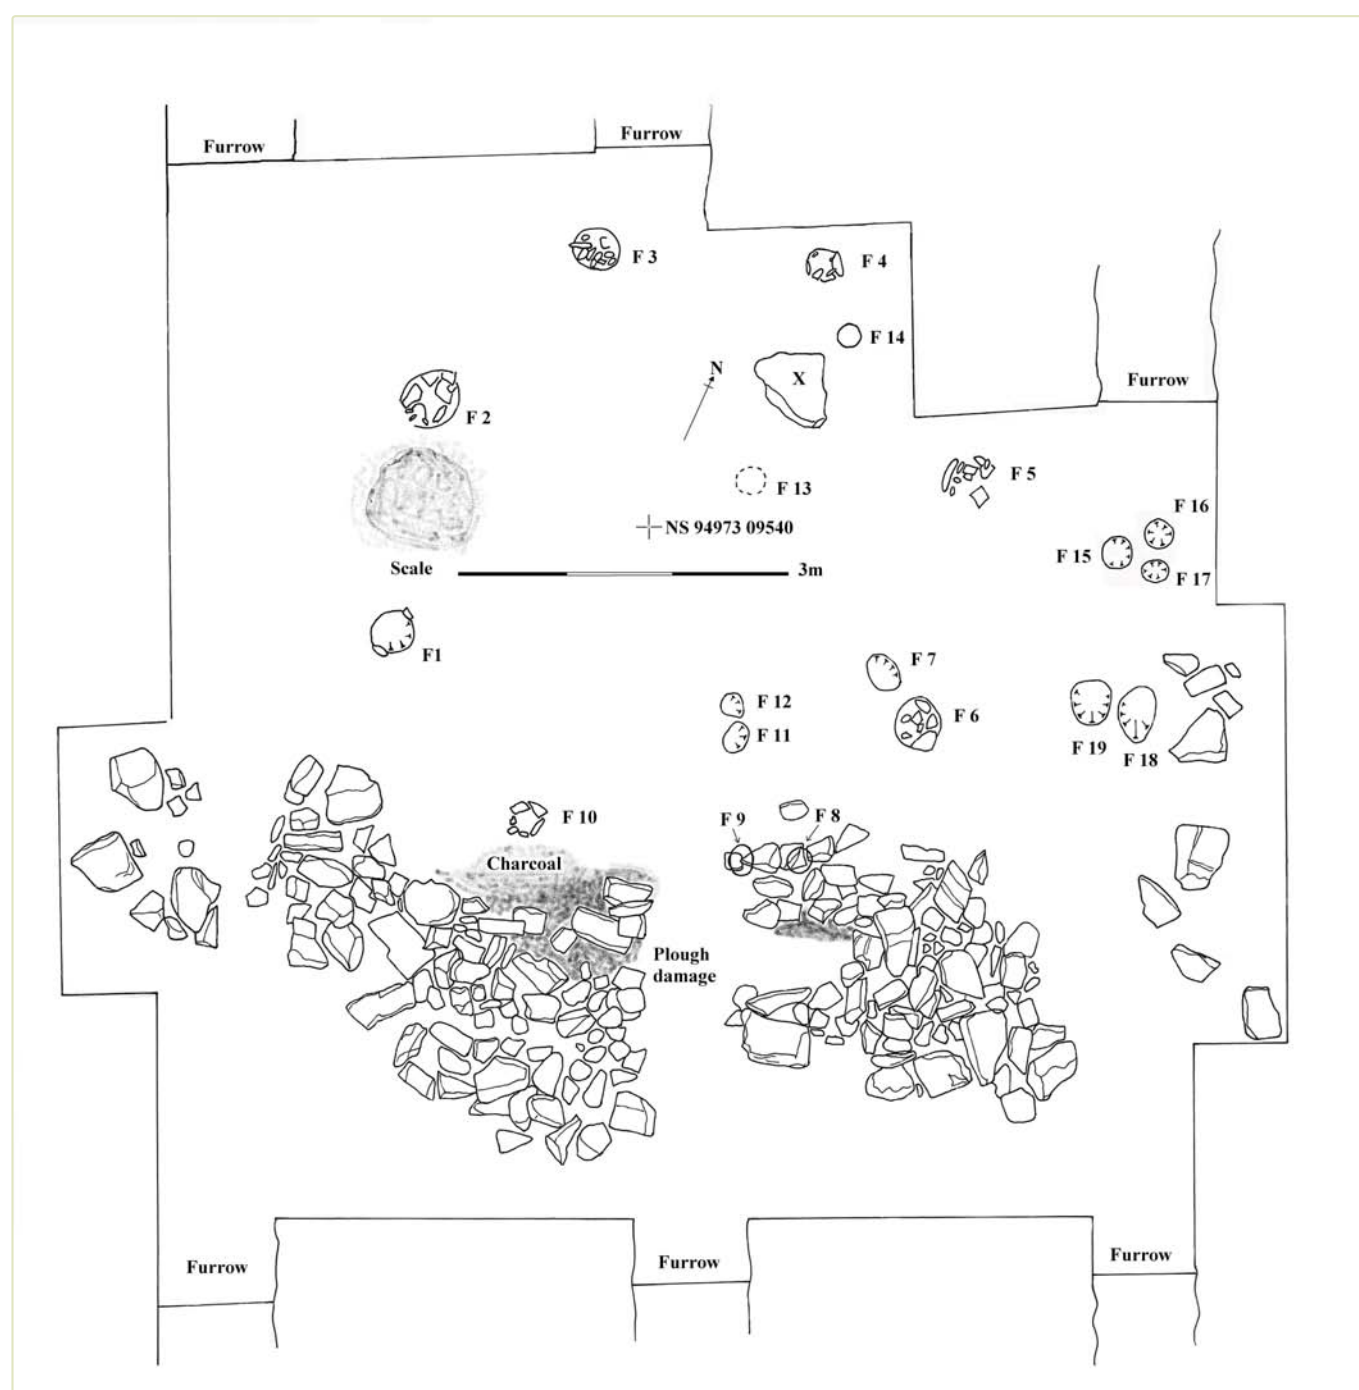 Furrow
Furrow
F 3
F 4
F 14
N
X
Furrow
F 2
F 5
F 13
F 16
NS 94973 09540
F 15
Scale
3m
F 17
F1
F 7
F 12
F 6
F 11
F 19
F 18
F 10
F 9
F 8
Charcoal
Plough
damage
Furrow
Furrow
Furrow